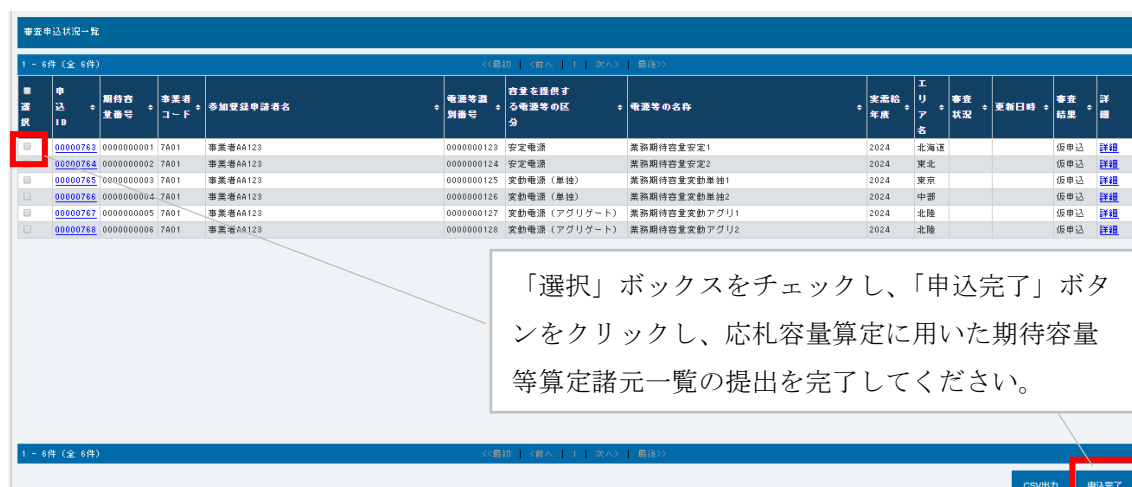 審査申込状況一覧
1 - 6件 (全 6件) <<最初 | <前へ | 1 | 次へ> | 最後>>
選択 申込ID 期待容量番号 事業者コード 参加登録申請者名 電源等識別番号 容量を提供する電源等の区分 電源等の名称 実需給年度 エリア名 審査状況 更新日時 審査結果 詳細
00000763 0000000001 7A01 事業者AA123 0000000123 安定電源 業務期待容量安定1 2024 北海道 仮申込 詳細
00000764 0000000002 7A01 事業者AA123 0000000124 安定電源 業務期待容量安定2 2024 東北 仮申込 詳細
00000765 0000000003 7A01 事業者AA123 0000000125 変動電源（単独） 業務期待容量変動単独1 2024 東京 仮申込 詳細
00000766 0000000004 7A01 事業者AA123 0000000126 変動電源（単独） 業務期待容量変動単独2 2024 中部 仮申込 詳細
00000767 0000000005 7A01 事業者AA123 0000000127 変動電源（アグリゲート） 業務期待容量変動アグリ1 2024 北陸 仮申込 詳細
00000768 0000000006 7A01 事業者AA123 0000000128 変動電源（アグリゲート） 業務期待容量変動アグリ2 2024 北陸 仮申込 詳細
「選択」ボックスをチェックし、「申込完了」ボタ
ンをクリックし、応札容量算定に用いた期待容量
等算定諸元一覧の提出を完了してください。
1 - 6件 (全 6件) <<最初 | <前へ | 1 | 次へ> | 最後>>
CSV出力 申込完了